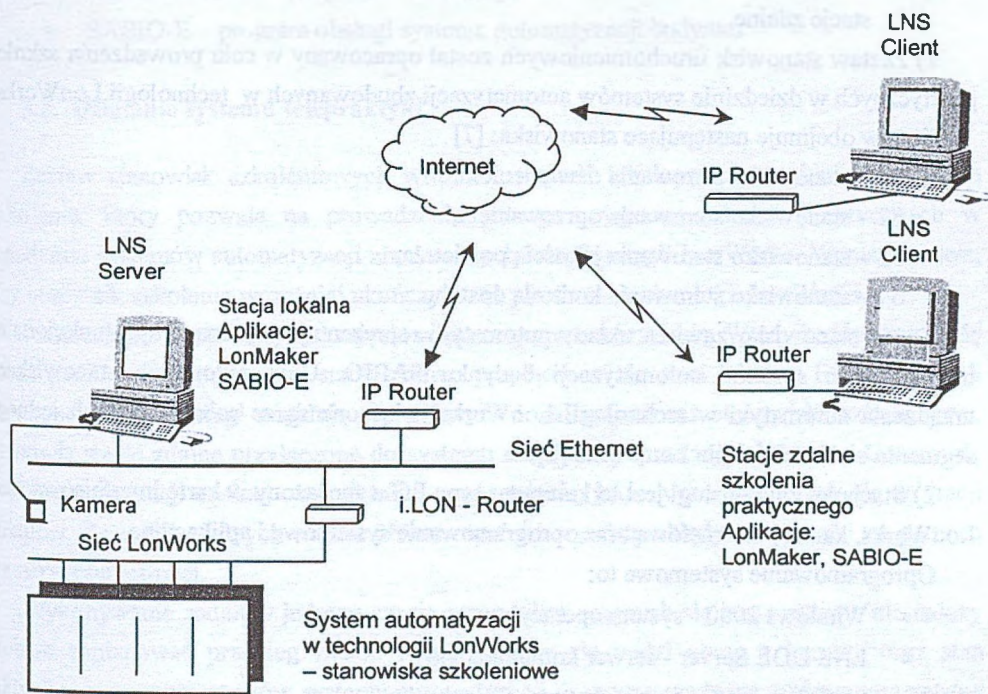 LNS
Client
Internet
IP Router
LNS
Client
LNS
Server
Stacja lokalna
Aplikacje:
LonMaker
SABIO-E
IP Router
IP Router
Sieć Ethernet
Kamera
i.LON - Router
Stacje zdalne
szkolenia
praktycznego
Aplikacje:
LonMaker, SABIO-E
Sieć LonWorks
System automatyzacji
w technologii LonWorks
– stanowiska szkoleniowe